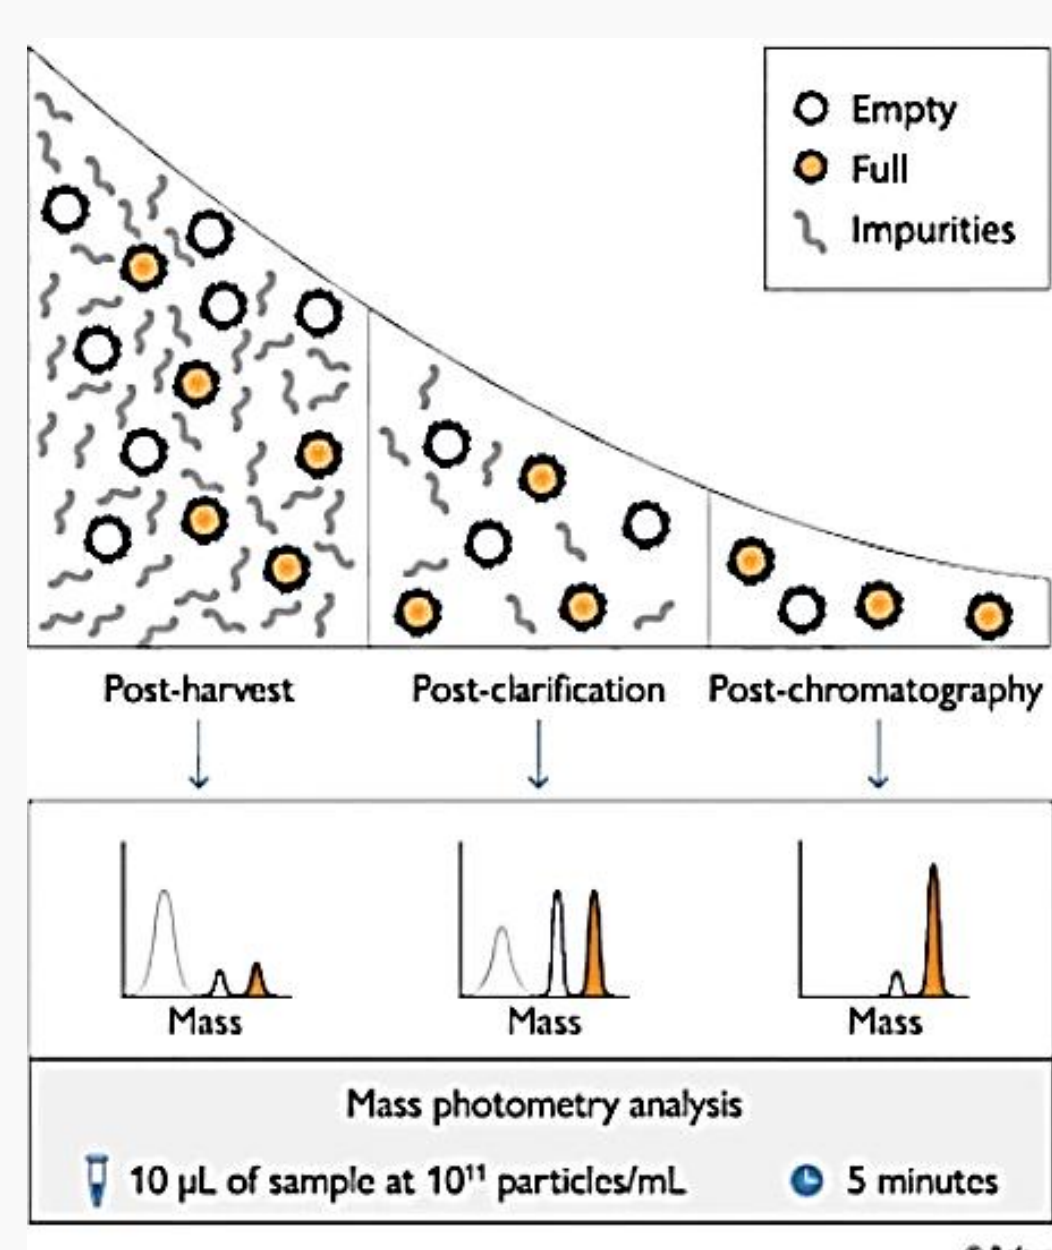 Empty
Full
Impurities
Post-harvest Post-clarification Post-chromatography
Mass Mass Mass
Mass photometry analysis
10 µL of sample at 10¹¹ particles/mL 5 minutes